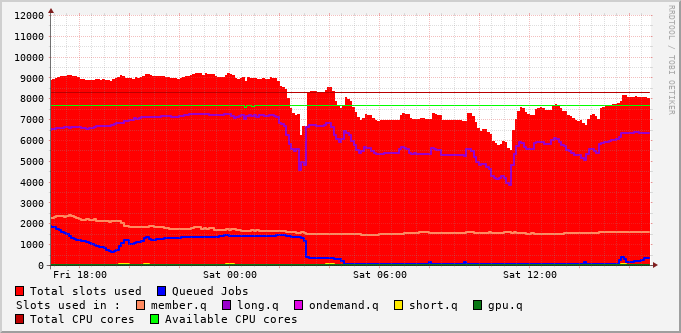 12000
11000
10000
9000
8000
7000
6000
5000
4000
3000
2000
1000
0
Fri 18:00 Sat 00:00 Sat 06:00 Sat 12:00
Total slots used Queued Jobs
Slots used in : member.q long.q ondemand.q short.q gpu.q
Total CPU cores Available CPU cores
RRDTOOL / TOBI OETIKER